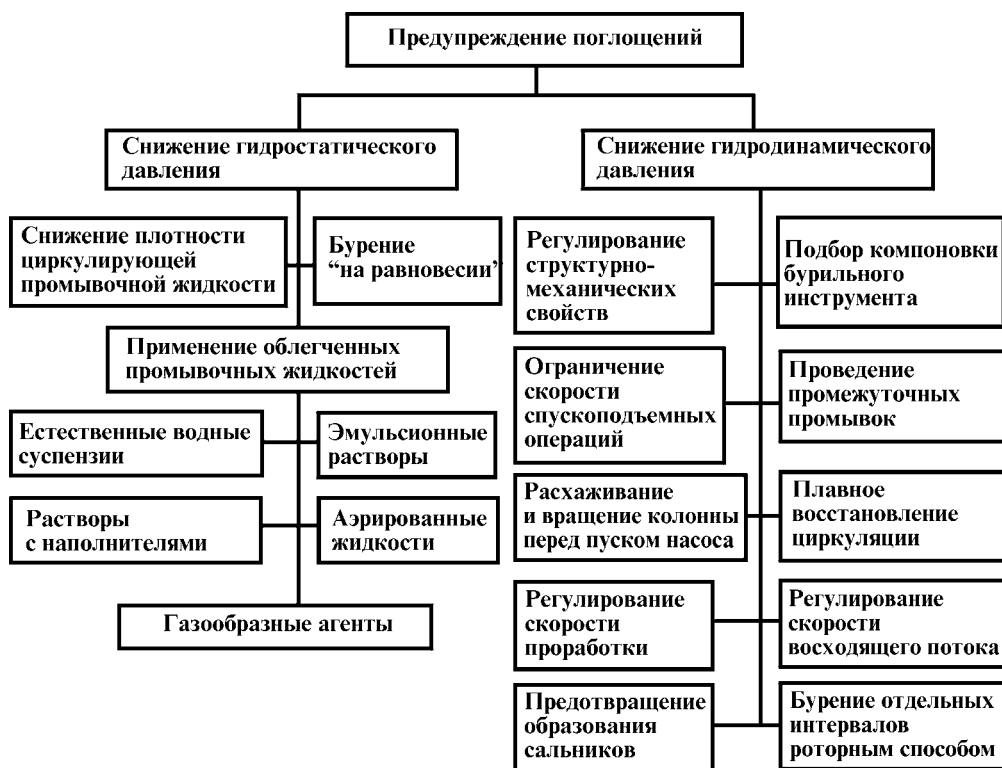 Предупреждение поглощений
Снижение гидростатического
давления
Снижение гидродинамического
давления
Снижение плотности
циркулирующей
промывочной жидкости
Бурение
“на равновесии”
Регулирование
структурно-
механических
свойств
Подбор компоновки
бурильного
инструмента
Применение облегченных
промывочных жидкостей
Ограничение
скорости
спускоподъемных
операций
Проведение
промежуточных
промывок
Естественные водные
суспензии
Эмульсионные
растворы
Расхаживание
и вращение колонны
перед пуском насоса
Плавное
восстановление
циркуляции
Растворы
с наполнителями
Аэрированные
жидкости
Газообразные агенты
Регулирование
скорости
проработки
Регулирование
скорости
восходящего потока
Предотвращение
образования
сальников
Бурение отдельных
интервалов
роторным способом